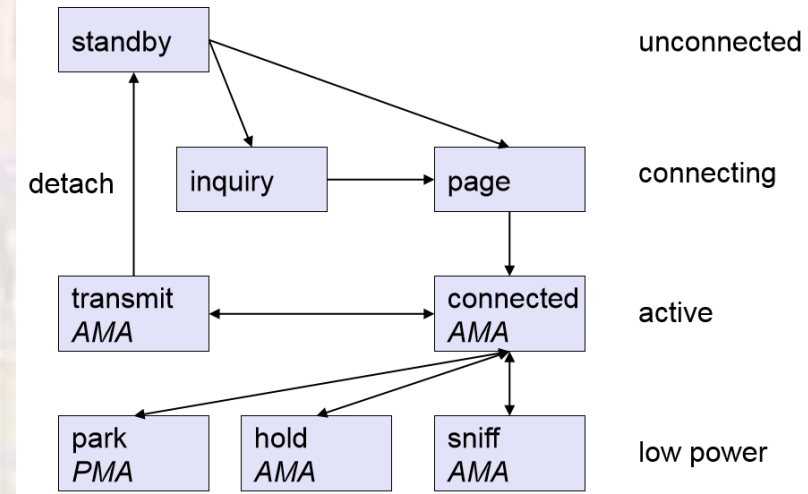 standby
unconnected
detach
inquiry
page
connecting
transmit
AMA
connected
AMA
active
park
PMA
hold
AMA
sniff
AMA
low power